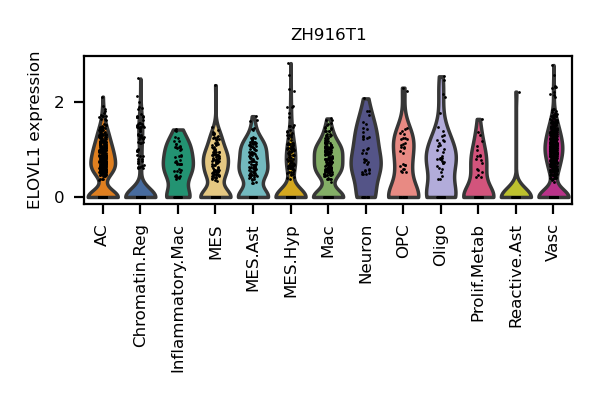 ZH916T1
ELOVL1 expression
2
0
AC
Chromatin.Reg
Inflammatory.Mac
MES
MES.Ast
MES.Hyp
Mac
Neuron
OPC
Oligo
Prolif.Metab
Reactive.Ast
Vasc